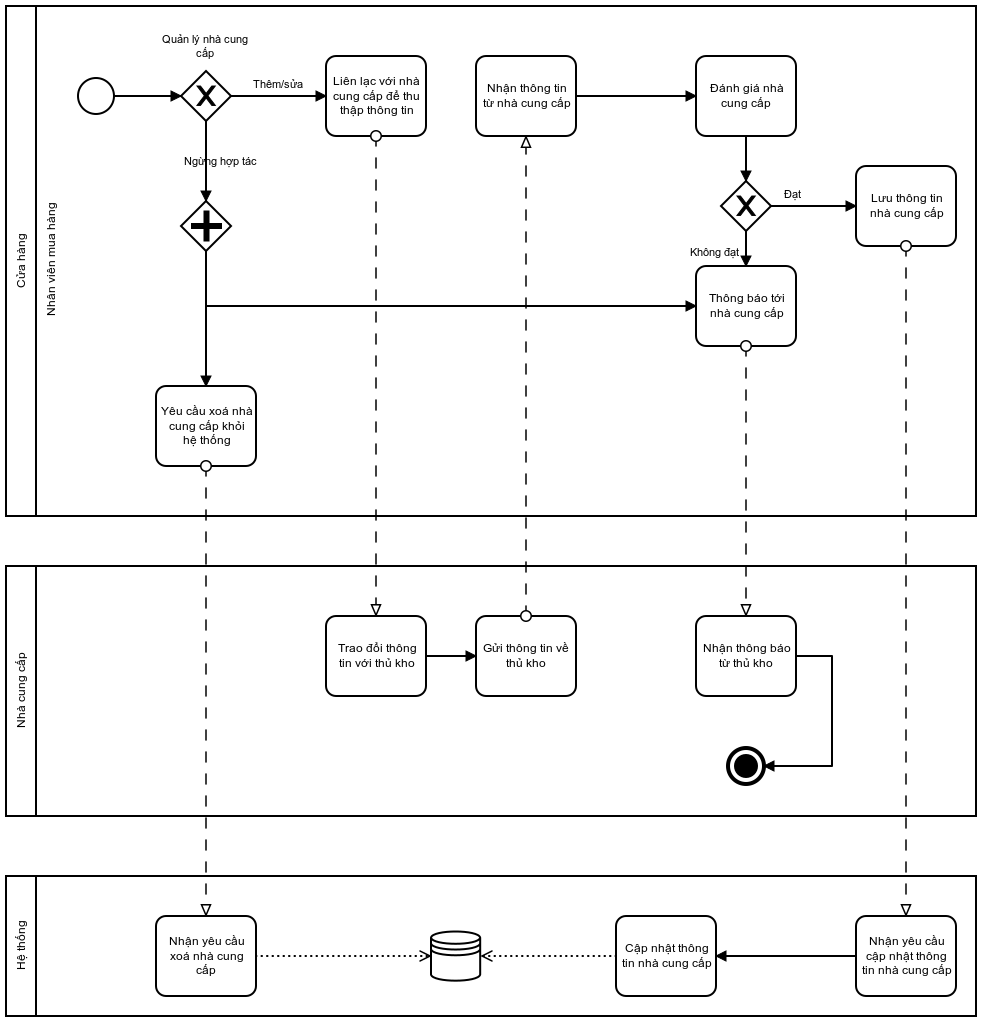 Cửa hàng
Nhân viên mua hàng
Quản lý nhà cung
cấp
Thêm/sửa
Liên lạc với nhà
cung cấp để thu
thập thông tin
Nhận thông tin
từ nhà cung cấp
Đánh giá nhà
cung cấp
Ngừng hợp tác
Đạt
Lưu thông tin
nhà cung cấp
Không đạt
Thông báo tới
nhà cung cấp
Yêu cầu xoá nhà
cung cấp khỏi
hệ thống
Nhà cung cấp
Trao đổi thông
tin với thủ kho
Gửi thông tin về
thủ kho
Nhận thông báo
từ thủ kho
Hệ thống
Nhận yêu cầu
xoá nhà cung
cấp
Cập nhật thông
tin nhà cung cấp
Nhận yêu cầu
cập nhật thông
tin nhà cung cấp